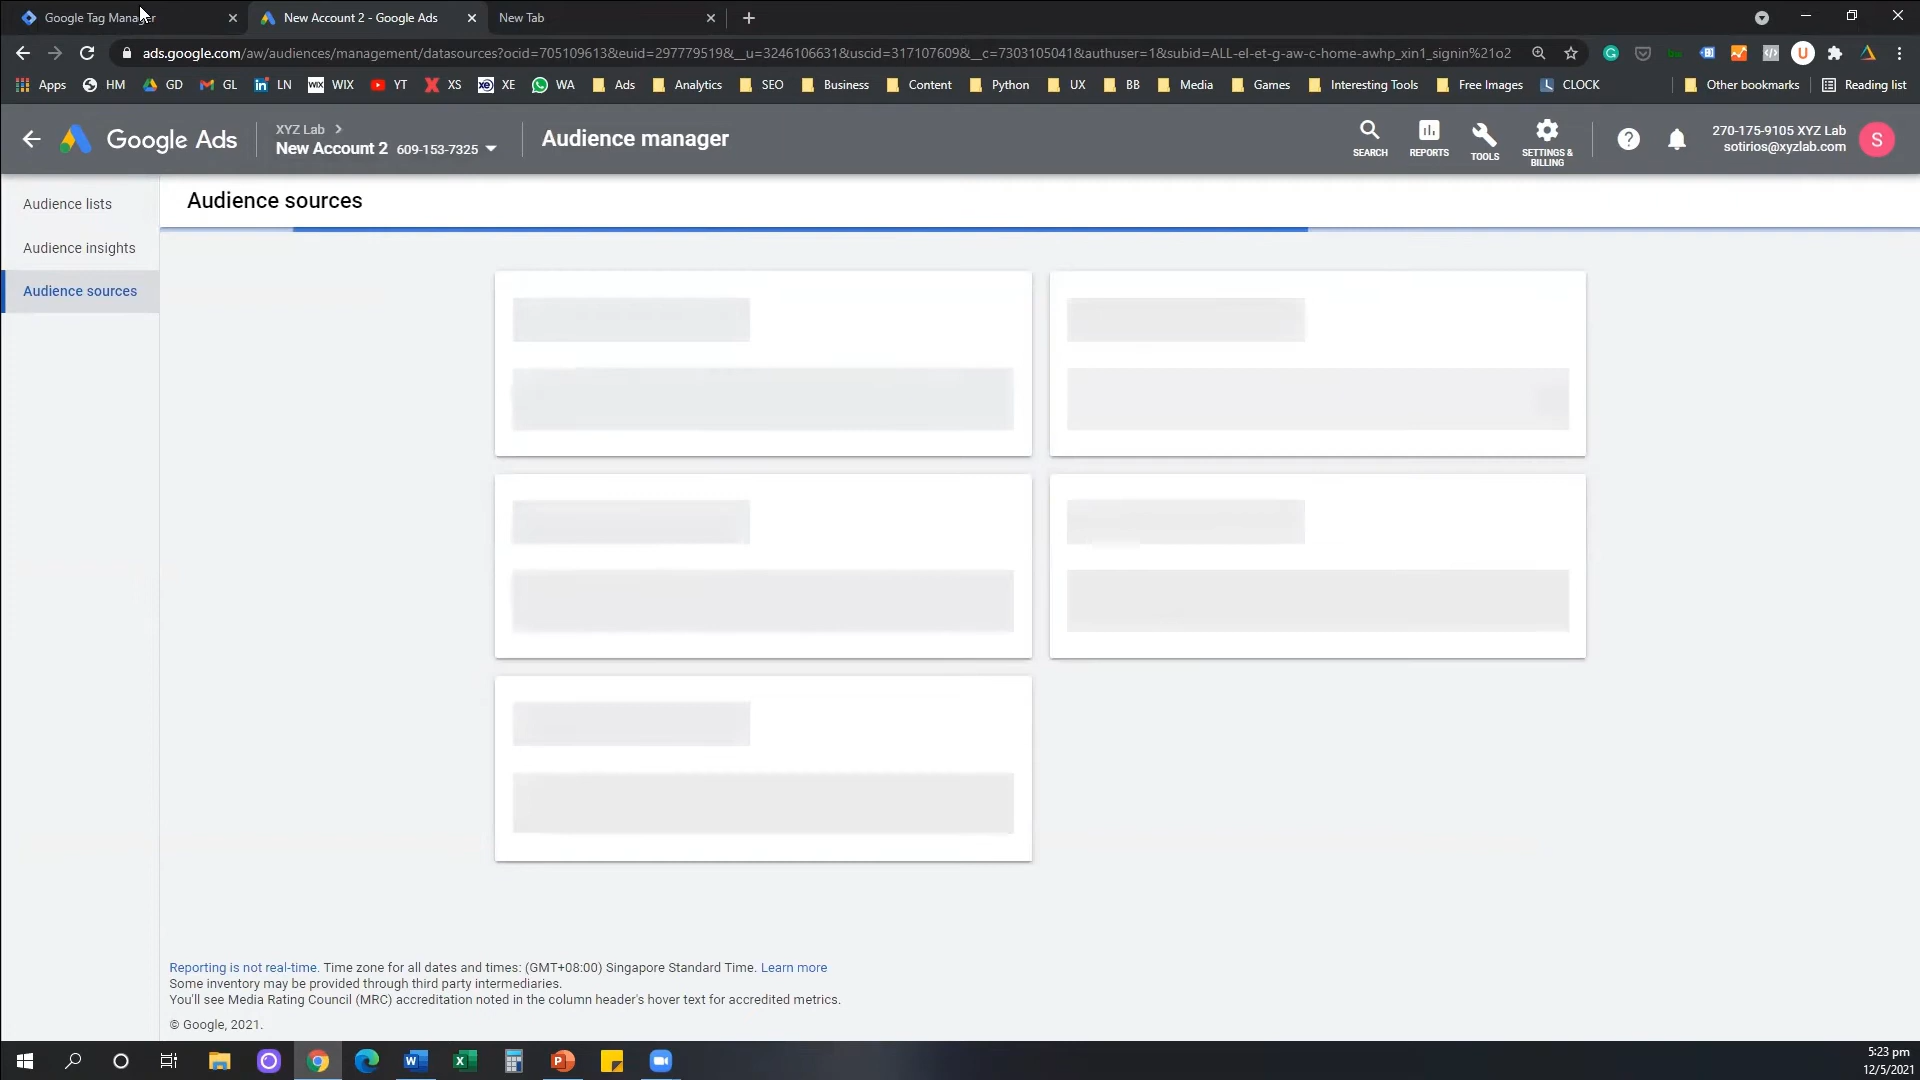 Google Tag Manager
New Account 2 - Google Ads
New Tab
ads.google.com/aw/audiences/management/datasources?ocid=705109613&euid=297779519&__u=3246106631&uscid=317107609&__c=7303105041&authuser=1&subid=ALL-el-et-g-aw-c-home-awhp_xin1_signin%21o2
Apps HM GD GL LN WIX YT XS XE WA Ads Analytics SEO Business Content Python UX BB Media Games Interesting Tools Free Images CLOCK Other bookmarks Reading list
Google Ads
XYZ Lab
New Account 2 609-153-7325
Audience manager
SEARCH
REPORTS
TOOLS
SETTINGS &
BILLING
270-175-9105 XYZ Lab
sotirios@xyzlab.com
S
Audience lists
Audience insights
Audience sources
Audience sources
Reporting is not real-time. Time zone for all dates and times: (GMT+08:00) Singapore Standard Time. Learn more
Some inventory may be provided through third party intermediaries.
You'll see Media Rating Council (MRC) accreditation noted in the column header's hover text for accredited metrics.
© Google, 2021.
5:23 pm
12/5/2021